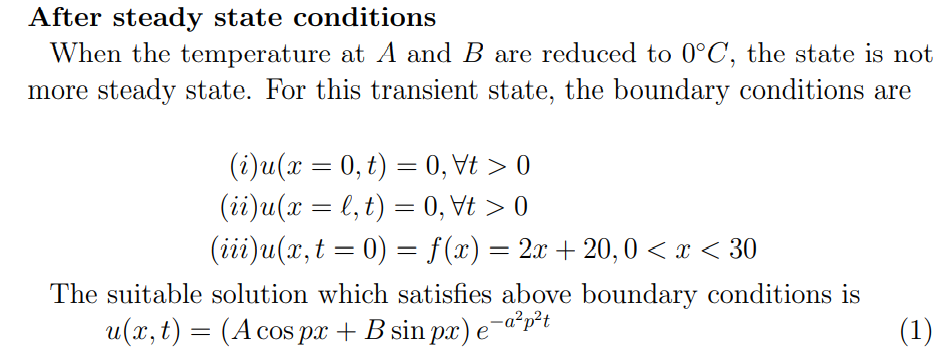 After steady state conditions
When the temperature at A and B are reduced to 0°C, the state is not
more steady state. For this transient state, the boundary conditions are
(i)u(x = 0, t) = 0, ∀t > 0
(ii)u(x = ℓ, t) = 0, ∀t > 0
(iii)u(x, t = 0) = f(x) = 2x + 20, 0 < x < 30
The suitable solution which satisfies above boundary conditions is
u(x, t) = (A cos px + B sin px) e^{−a²p²t} (1)